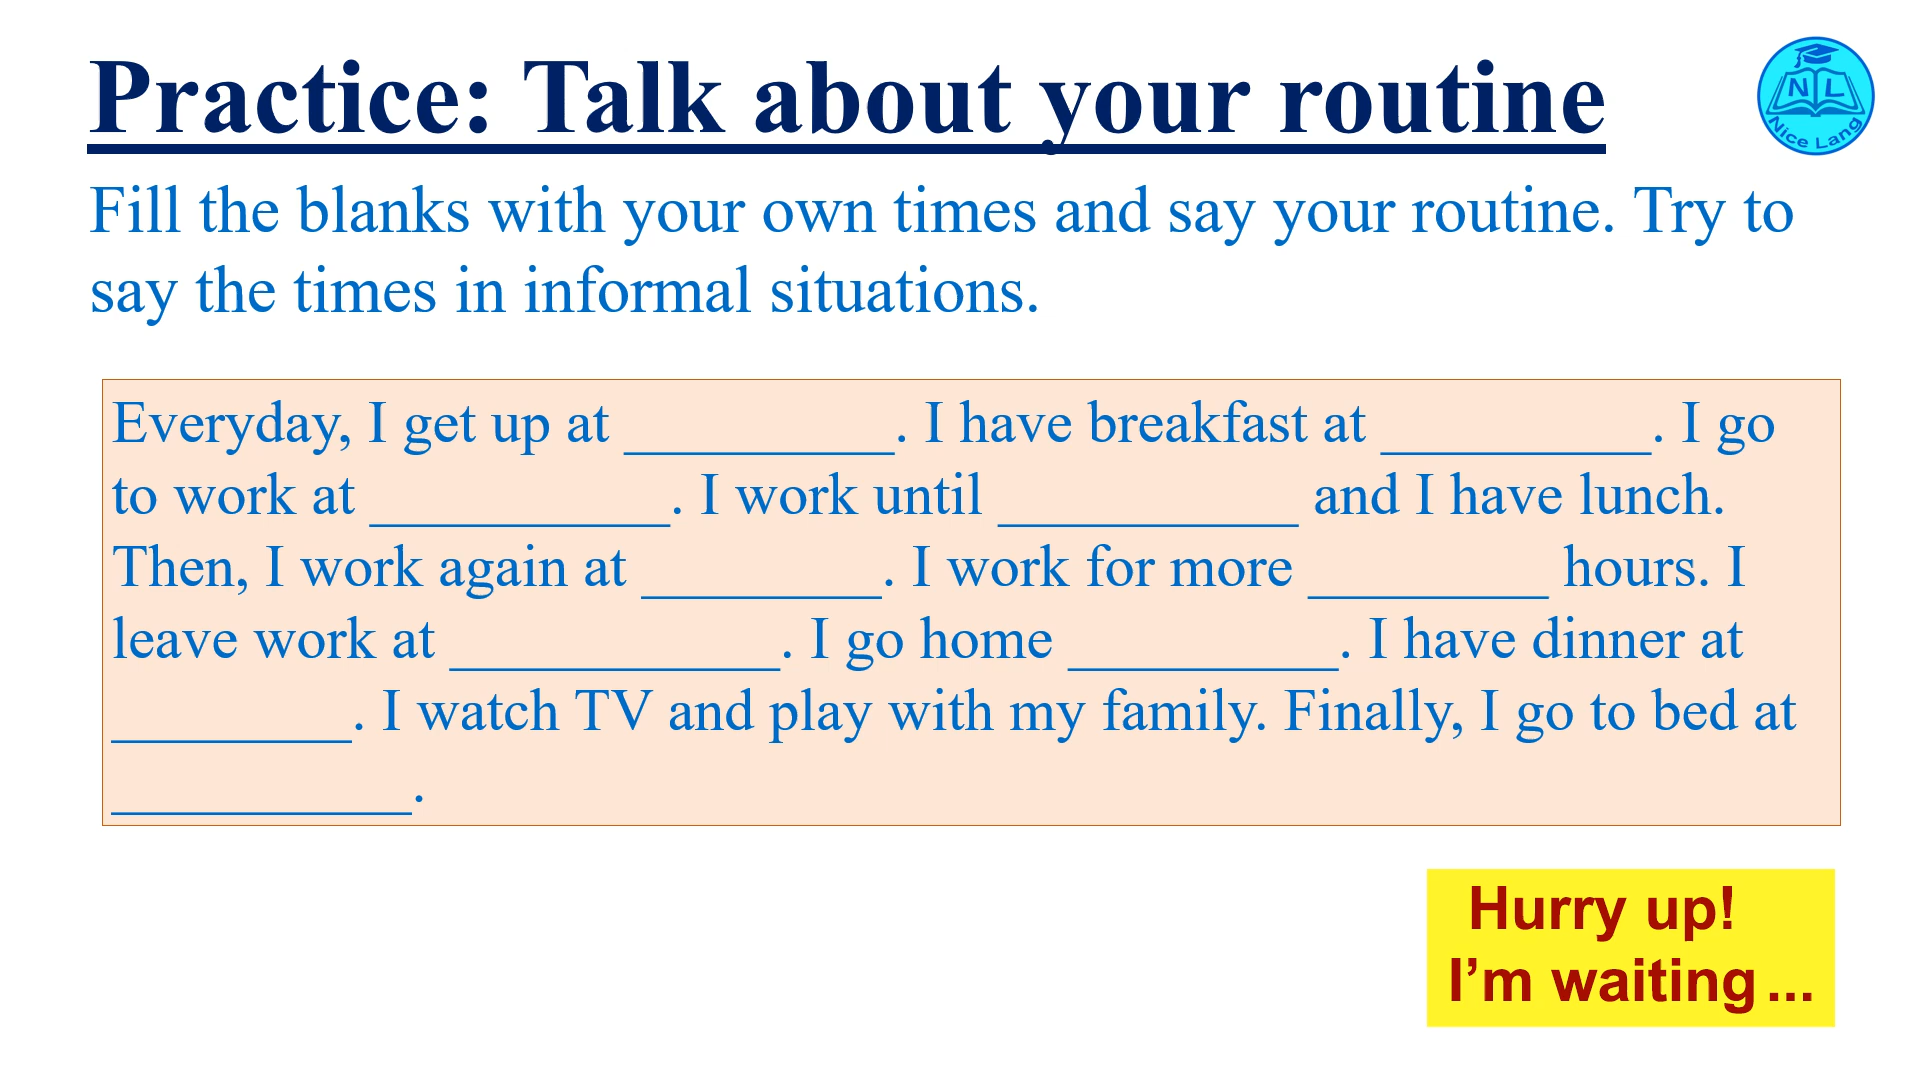 Practice: Talk about your routine
N L
Nice Lang
Fill the blanks with your own times and say your routine. Try to
say the times in informal situations.
Everyday, I get up at _________. I have breakfast at _________. I go
to work at __________. I work until __________ and I have lunch.
Then, I work again at ________. I work for more ________ hours. I
leave work at ___________. I go home _________. I have dinner at
________. I watch TV and play with my family. Finally, I go to bed at
__________.
Hurry up!
I’m waiting ...